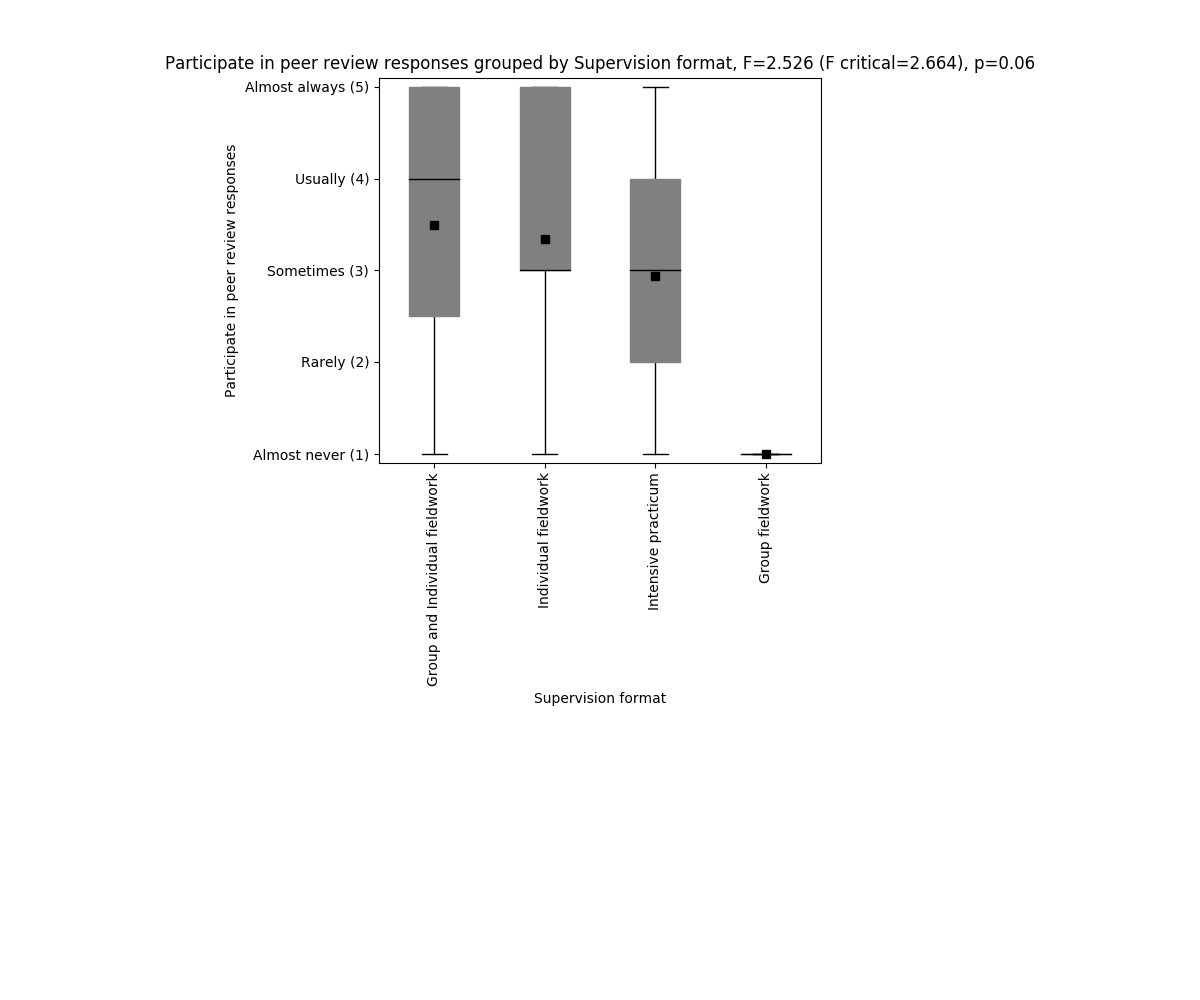 Participate in peer review responses grouped by Supervision format, F=2.526 (F critical=2.664), p=0.06
Participate in peer review responses
Almost always (5)
Usually (4)
Sometimes (3)
Rarely (2)
Almost never (1)
Group and Individual fieldwork
Individual fieldwork
Intensive practicum
Group fieldwork
Supervision format